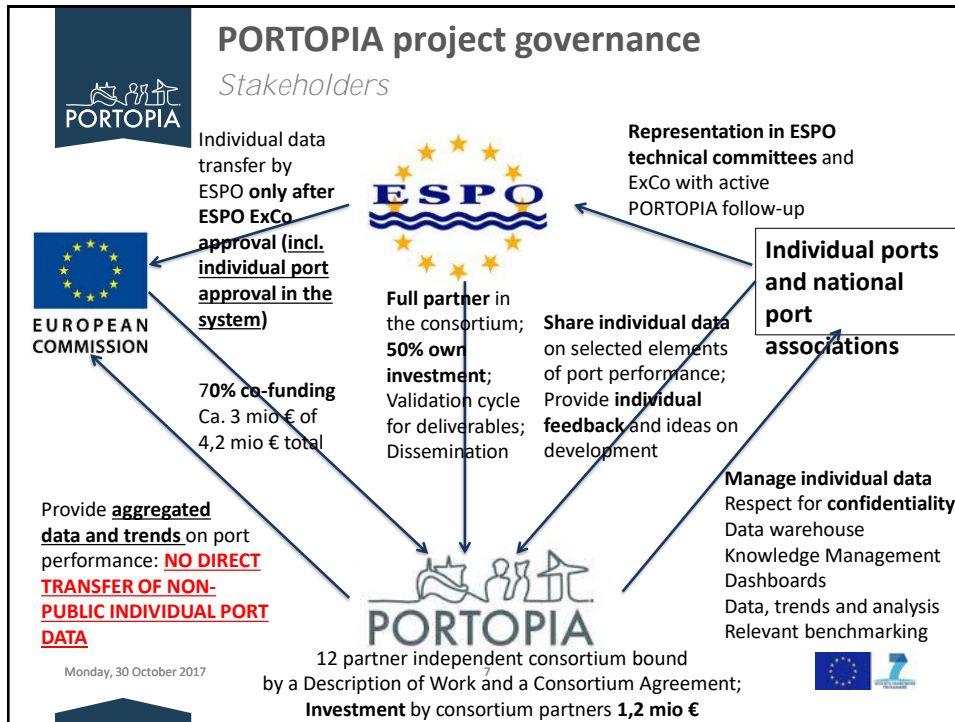 PORTOPIA project governance
Stakeholders
PORTOPIA
Individual data
transfer by
ESPO only after
ESPO ExCo
approval (incl.
individual port
approval in the
system)
ESPO
Representation in ESPO
technical committees and
ExCo with active
PORTOPIA follow-up
EUROPEAN
COMMISSION
Individual ports
and national
port
associations
Full partner in
the consortium;
50% own
investment;
Validation cycle
for deliverables;
Dissemination
Share individual data
on selected elements
of port performance;
Provide individual
feedback and ideas on
development
70% co-funding
Ca. 3 mio € of
4,2 mio € total
Provide aggregated
data and trends on port
performance: NO DIRECT
TRANSFER OF NON-
PUBLIC INDIVIDUAL PORT
DATA
Manage individual data
Respect for confidentiality
Data warehouse
Knowledge Management
Dashboards
Data, trends and analysis
Relevant benchmarking
PORTOPIA
Monday, 30 October 2017
7
12 partner independent consortium bound
by a Description of Work and a Consortium Agreement;
Investment by consortium partners 1,2 mio €